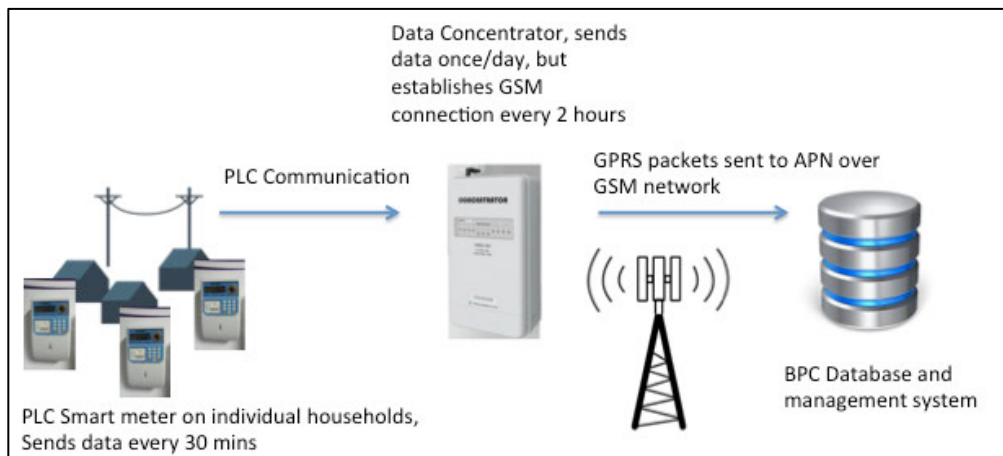 Data Concentrator, sends
data once/day, but
establishes GSM
connection every 2 hours
PLC Communication
GPRS packets sent to APN over
GSM network
CONCENTRATOR
BPC Database and
management system
PLC Smart meter on individual households,
Sends data every 30 mins